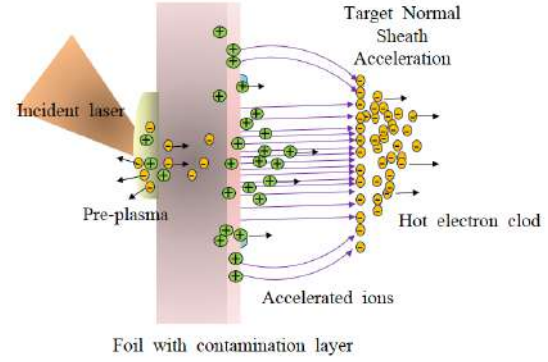 Target Normal
Sheath
Acceleration
Incident laser
Pre-plasma
Hot electron clod
Accelerated ions
Foil with contamination layer